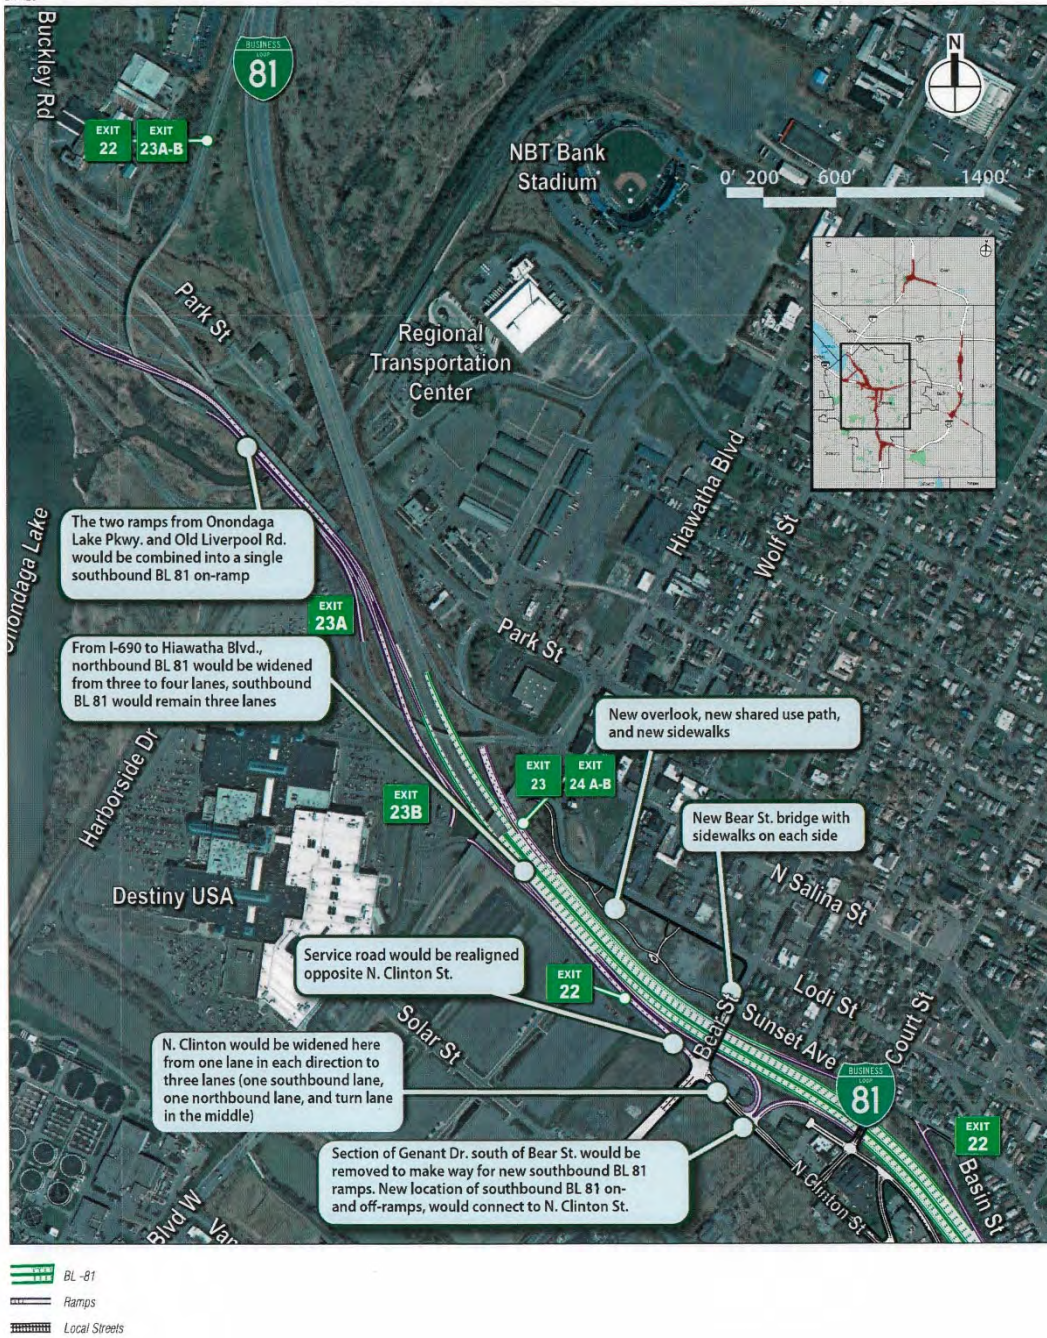 Buckley Rd
BUSINESS
LOOP
81
N
EXIT
22
EXIT
23A-B
NBT Bank
Stadium
0' 200' 600' 1400'
Park St
Regional
Transportation
Center
Hiawatha Blvd
Wolf St
Onondaga Lake
The two ramps from Onondaga
Lake Pkwy. and Old Liverpool Rd.
would be combined into a single
southbound BL 81 on-ramp
EXIT
23A
Park St
From I-690 to Hiawatha Blvd.,
northbound BL 81 would be widened
from three to four lanes, southbound
BL 81 would remain three lanes
New overlook, new shared use path,
and new sidewalks
Harborside Dr
EXIT
23B
EXIT
23
EXIT
24 A-B
New Bear St. bridge with
sidewalks on each side
Destiny USA
N Salina St
Service road would be realigned
opposite N. Clinton St.
EXIT
22
Lodi St
Solar St
Bear St
Sunset Ave
Court St
N. Clinton would be widened here
from one lane in each direction to
three lanes (one southbound lane,
one northbound lane, and turn lane
in the middle)
BUSINESS
LOOP
81
EXIT
22
Section of Genant Dr. south of Bear St. would be
removed to make way for new southbound BL 81
ramps. New location of southbound BL 81 on-
and off-ramps, would connect to N. Clinton St.
N Clinton St
Basin St
Blvd W
Van
BL -81
Ramps
Local Streets